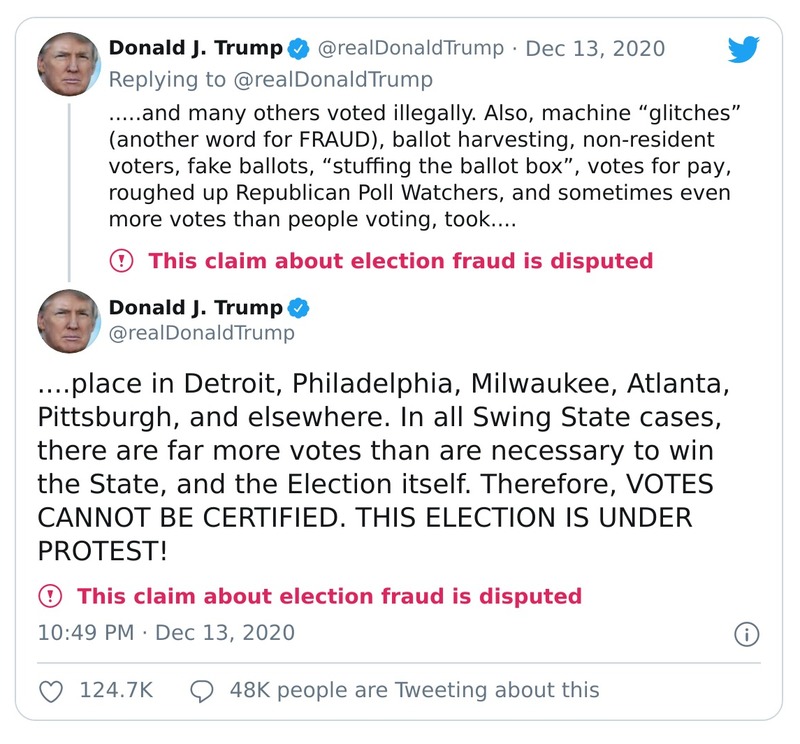 Donald J. Trump @realDonaldTrump · Dec 13, 2020
Replying to @realDonaldTrump
.....and many others voted illegally. Also, machine “glitches”
(another word for FRAUD), ballot harvesting, non-resident
voters, fake ballots, “stuffing the ballot box”, votes for pay,
roughed up Republican Poll Watchers, and sometimes even
more votes than people voting, took....
This claim about election fraud is disputed
Donald J. Trump
@realDonaldTrump
....place in Detroit, Philadelphia, Milwaukee, Atlanta,
Pittsburgh, and elsewhere. In all Swing State cases,
there are far more votes than are necessary to win
the State, and the Election itself. Therefore, VOTES
CANNOT BE CERTIFIED. THIS ELECTION IS UNDER
PROTEST!
This claim about election fraud is disputed
10:49 PM · Dec 13, 2020
124.7K 48K people are Tweeting about this